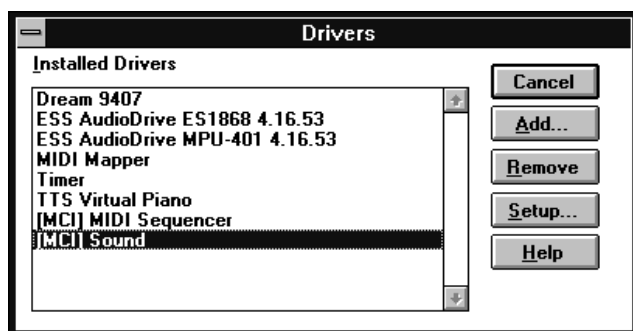 Drivers
Installed Drivers
Dream 9407
ESS AudioDrive ES1868 4.16.53
ESS AudioDrive MPU-401 4.16.53
MIDI Mapper
Timer
TTS Virtual Piano
[MCI] MIDI Sequencer
[MCI] Sound
Cancel
Add...
Remove
Setup...
Help